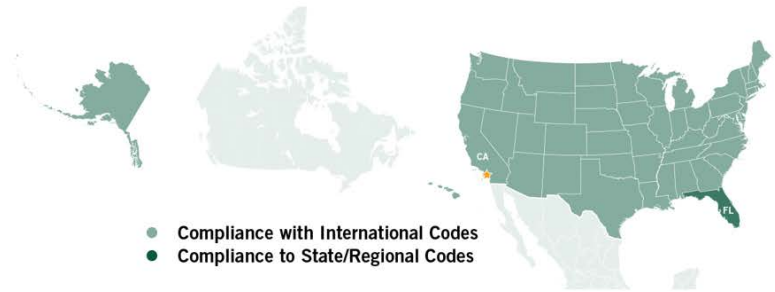 CA
FL
Compliance with International Codes
Compliance to State/Regional Codes